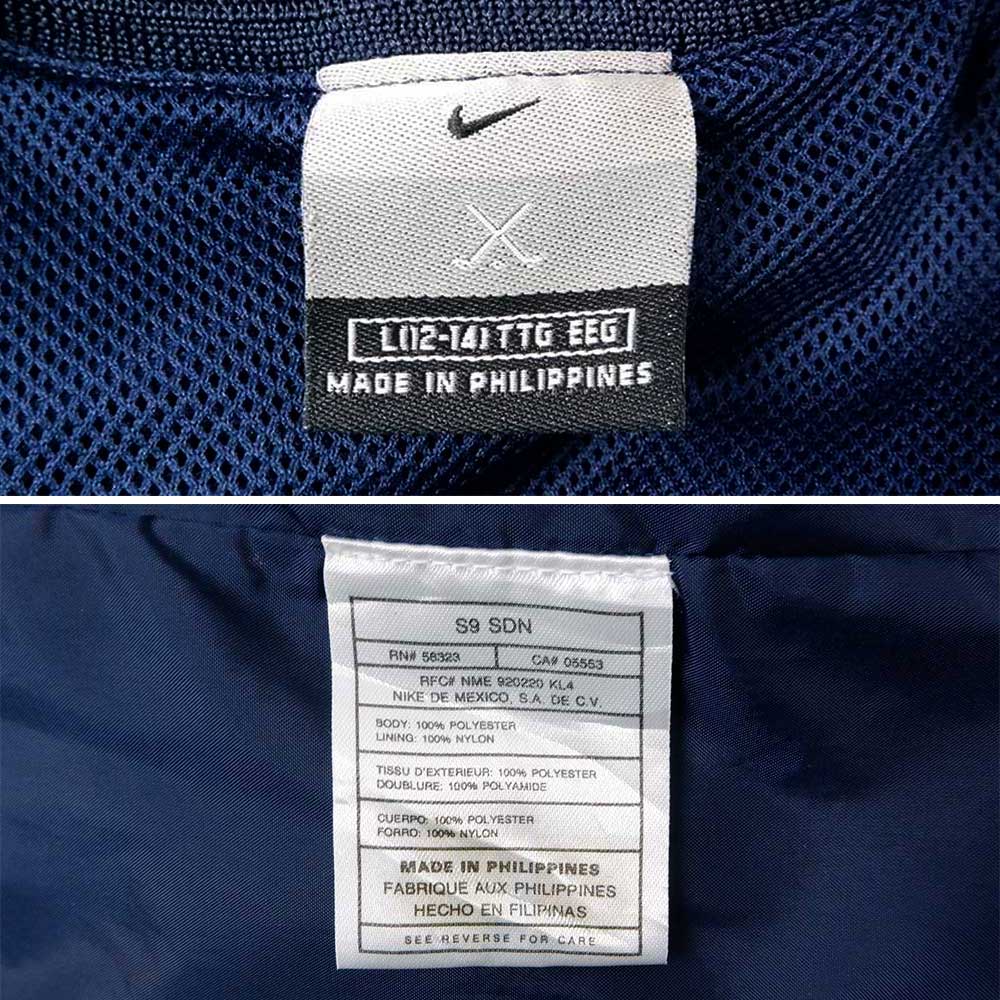 L(12-14) TTG EEG
MADE IN PHILIPPINES
S9 SDN
RN# 56323 CA# 05553
RFC# NME 920220 KL4
NIKE DE MEXICO, S.A. DE C.V.
BODY: 100% POLYESTER
LINING: 100% NYLON
TISSU D'EXTERIEUR: 100% POLYESTER
DOUBLURE: 100% POLYAMIDE
CUERPO: 100% POLYESTER
FORRO: 100% NYLON
MADE IN PHILIPPINES
FABRIQUE AUX PHILIPPINES
HECHO EN FILIPINAS
SEE REVERSE FOR CARE